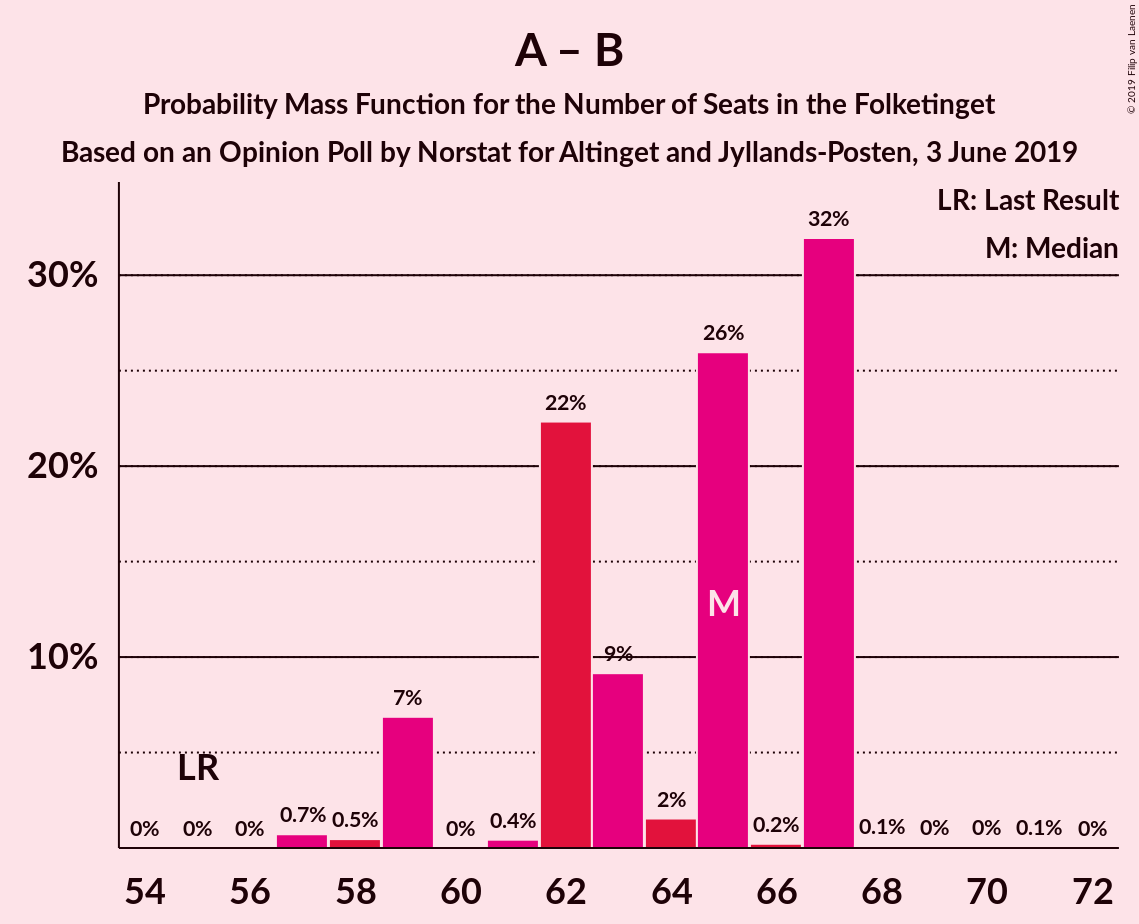 A – B
Probability Mass Function for the Number of Seats in the Folketinget
Based on an Opinion Poll by Norstat for Altinget and Jyllands-Posten, 3 June 2019
© 2019 Filip van Laenen
LR: Last Result
M: Median
30%
20%
10%
0% 0% 0% 0.7% 0.5% 7% 0% 0.4% 22% 9% 2% 26% 0.2% 32% 0.1% 0% 0% 0.1% 0%
LR
M
54 56 58 60 62 64 66 68 70 72